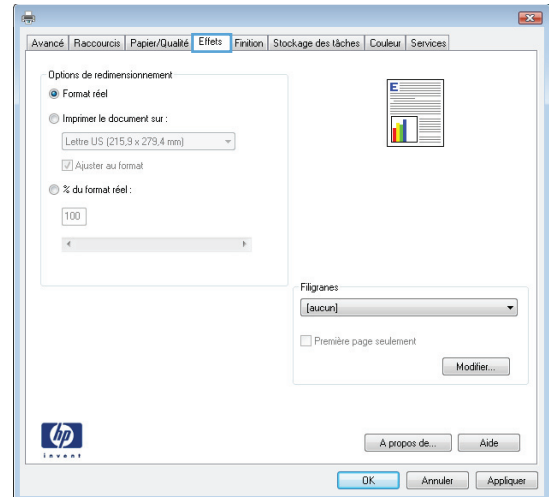 Avancé Raccourcis Papier/Qualité Effets Finition Stockage des tâches Couleur Services
Options de redimensionnement
Format réel
Imprimer le document sur :
Lettre US (215,9 x 279,4 mm)
Ajuster au format
% du format réel :
100
E
Filigranes
[aucun]
Première page seulement
Modifier...
hp
invent
A propos de...
Aide
OK
Annuler
Appliquer